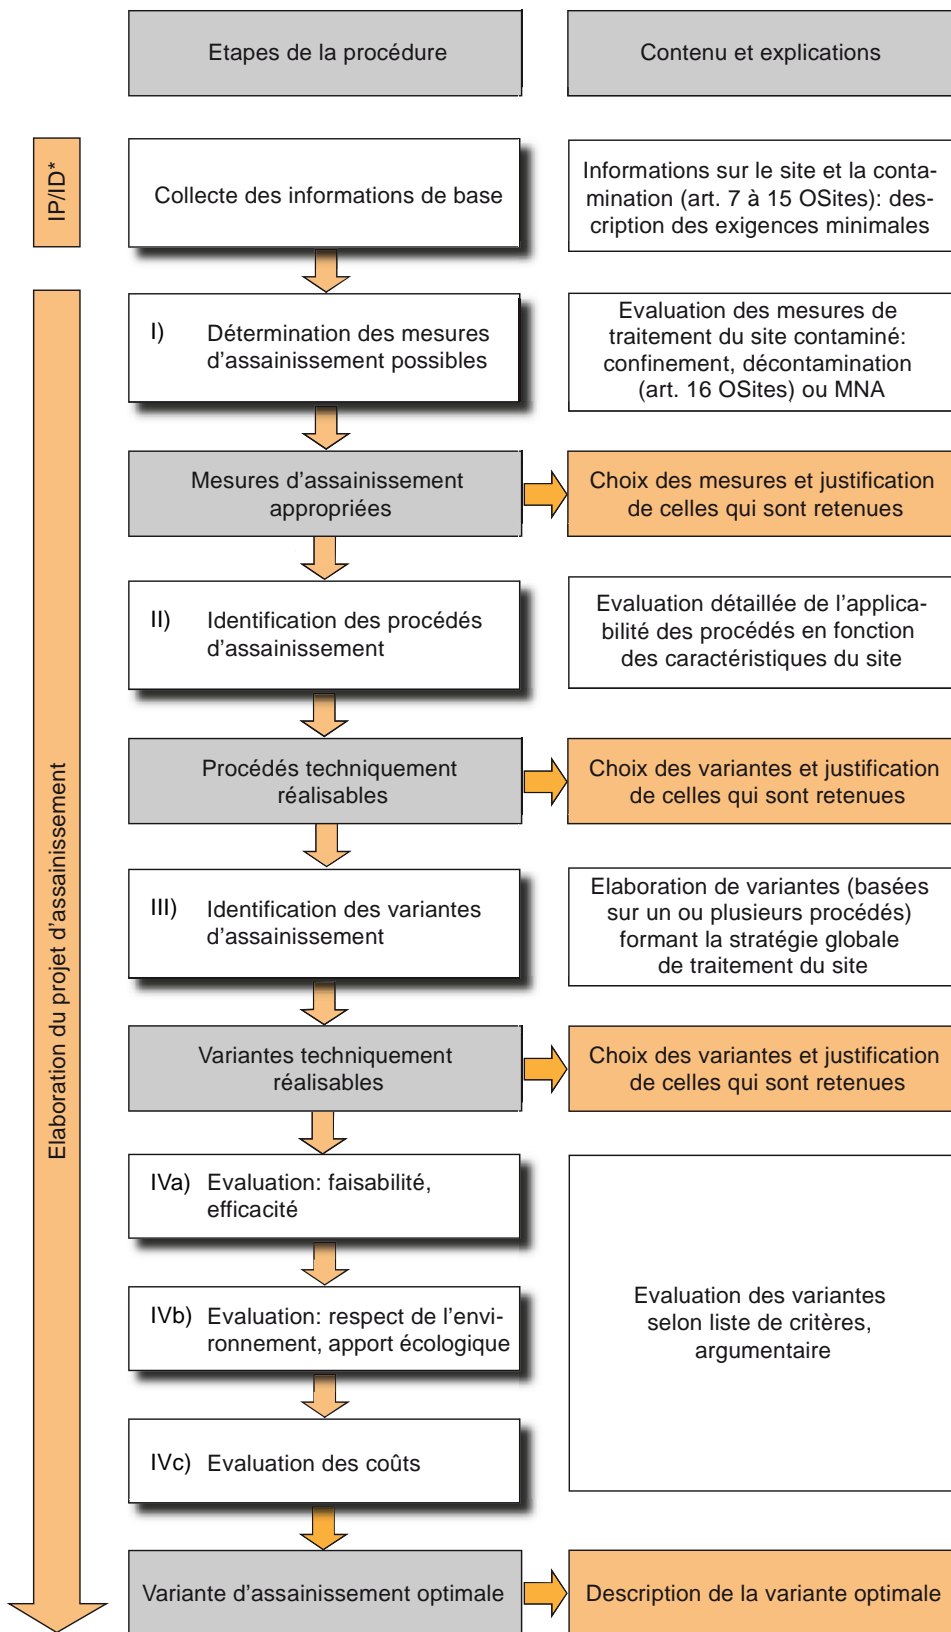 Etapes de la procédure
Contenu et explications
IP/ID*
Collecte des informations de base
Informations sur le site et la conta-
mination (art. 7 à 15 OSites): des-
cription des exigences minimales
Elaboration du projet d'assainissement
I) Détermination des mesures
d'assainissement possibles
Evaluation des mesures de
traitement du site contaminé:
confinement, décontamination
(art. 16 OSites) ou MNA
Mesures d'assainissement
appropriées
Choix des mesures et justification
de celles qui sont retenues
II) Identification des procédés
d'assainissement
Evaluation détaillée de l'applica-
bilité des procédés en fonction
des caractéristiques du site
Procédés techniquement
réalisables
Choix des variantes et justification
de celles qui sont retenues
III) Identification des variantes
d'assainissement
Elaboration de variantes (basées
sur un ou plusieurs procédés)
formant la stratégie globale
de traitement du site
Variantes techniquement
réalisables
Choix des variantes et justification
de celles qui sont retenues
IVa) Evaluation: faisabilité,
efficacité
IVb) Evaluation: respect de l'envi-
ronnement, apport écologique
IVc) Evaluation des coûts
Evaluation des variantes
selon liste de critères,
argumentaire
Variante d'assainissement optimale
Description de la variante optimale